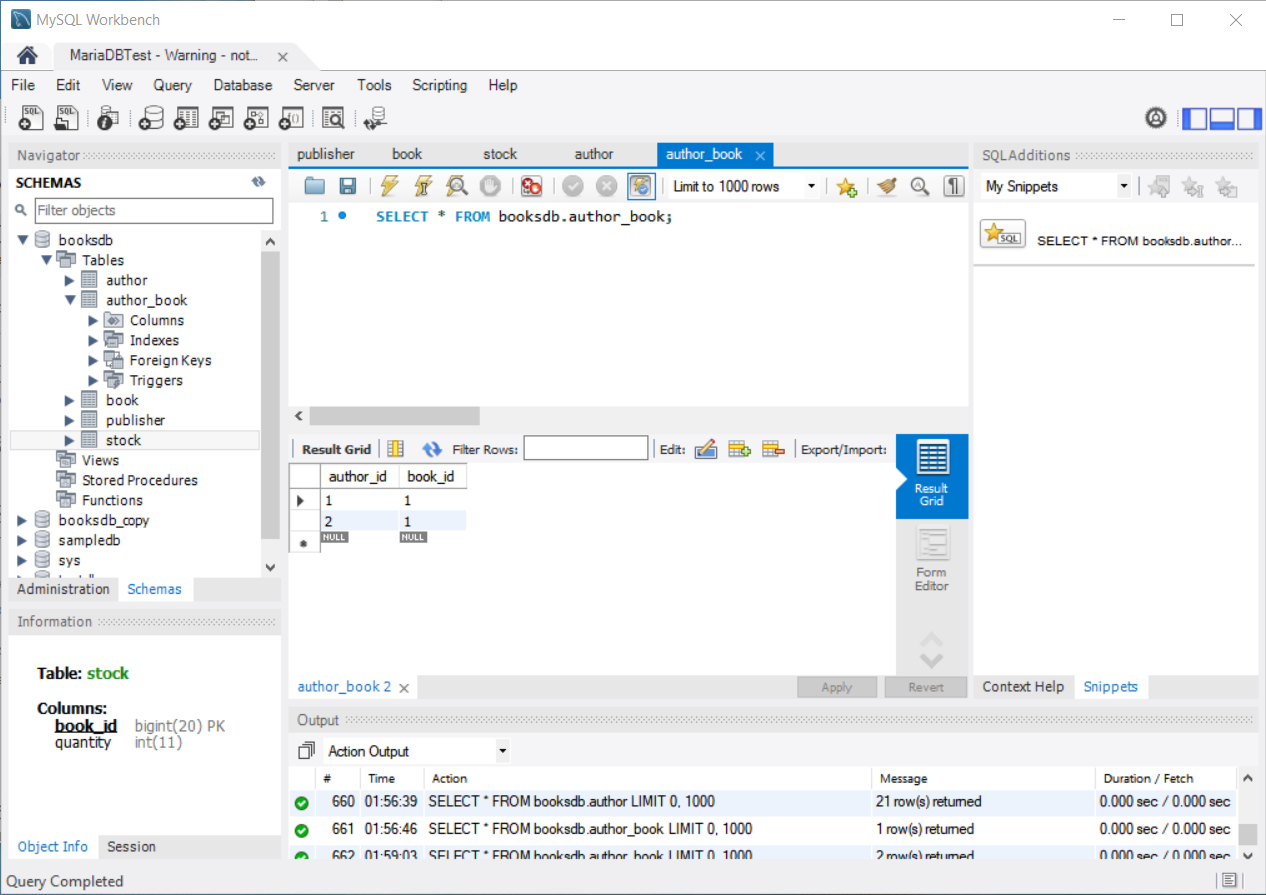 MySQL Workbench
MariaDBTest - Warning - not...
File Edit View Query Database Server Tools Scripting Help
Navigator
SCHEMAS
Filter objects
booksdb
Tables
author
author_book
Columns
Indexes
Foreign Keys
Triggers
book
publisher
stock
Views
Stored Procedures
Functions
booksdb_copy
sampledb
sys
Administration Schemas
Information
Table: stock
Columns:
book_id bigint(20) PK
quantity int(11)
Object Info Session
publisher book stock author author_book
Limit to 1000 rows
1 SELECT * FROM booksdb.author_book;
Result Grid Filter Rows: Edit: Export/Import:
author_id book_id
1 1
2 1
NULL NULL
Result
Grid
Form
Editor
author_book 2 Apply Revert
SQLAdditions
My Snippets
SQL SELECT * FROM booksdb.author...
Context Help Snippets
Output
Action Output
# Time Action Message Duration / Fetch
660 01:56:39 SELECT * FROM booksdb.author LIMIT 0, 1000 21 row(s) returned 0.000 sec / 0.000 sec
661 01:56:46 SELECT * FROM booksdb.author_book LIMIT 0, 1000 1 row(s) returned 0.000 sec / 0.000 sec
662 01:59:03 SELECT * FROM booksdb.author_book LIMIT 0, 1000 2 row(s) returned 0.000 sec / 0.000 sec
Query Completed